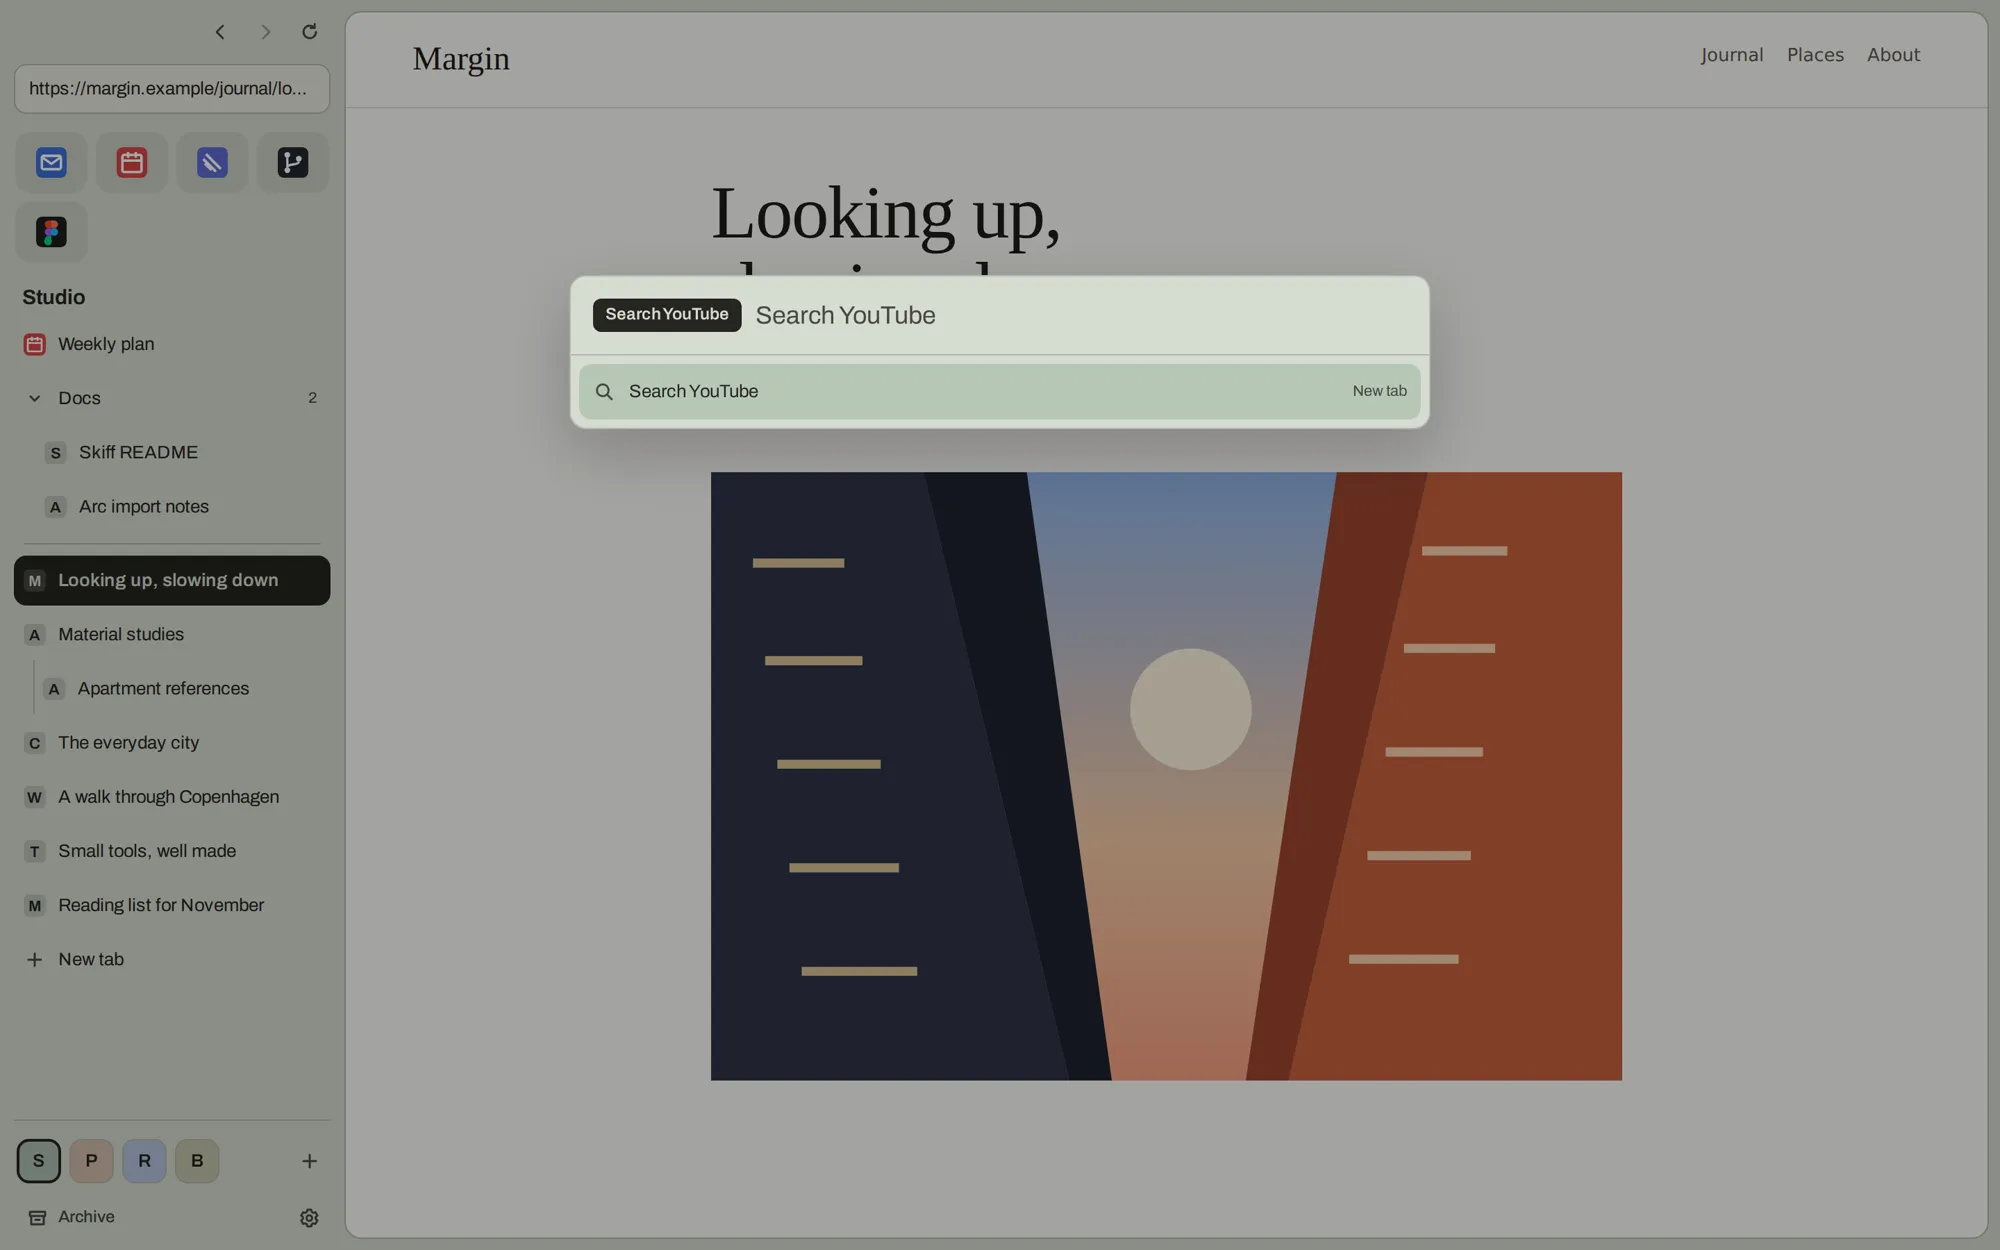 https://margin.example/journal/lo...
Studio
Weekly plan
Docs 2
S Skiff README
A Arc import notes
M Looking up, slowing down
A Material studies
A Apartment references
C The everyday city
W A walk through Copenhagen
T Small tools, well made
M Reading list for November
New tab
S P R B
Archive
Margin
Journal Places About
Looking up,
Search YouTube Search YouTube
Search YouTube New tab